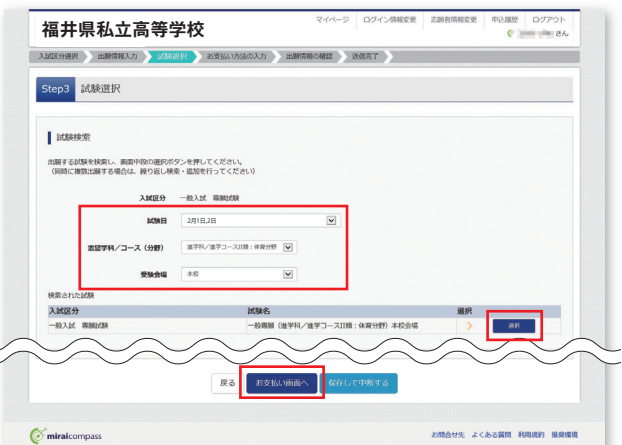 福井県私立高等学校
マイページ ログイン情報変更 志願者情報変更 申込履歴 ログアウト
さん
入試区分選択 出願情報入力 試験選択 お支払い方法の入力 出願情報の確認 送信完了
Step3 試験選択
試験検索
出願する試験を検索し、画面中段の選択ボタンを押してください。
(同時に複数出願する場合は、繰り返し検索・追加を行ってください)
入試区分 一般入試 専願試験
試験日 2月1日,2日
志望学科/コース(分野) 進学科/進学コースII類:体育分野
受験会場 本校
検索された試験
入試区分 試験名 選択
一般入試 専願試験 一般専願(進学科/進学コースII類:体育分野)本校会場 選択
戻る お支払い画面へ 保存して中断する
miraicompass お問合せ先 よくある質問 利用規約 推奨環境